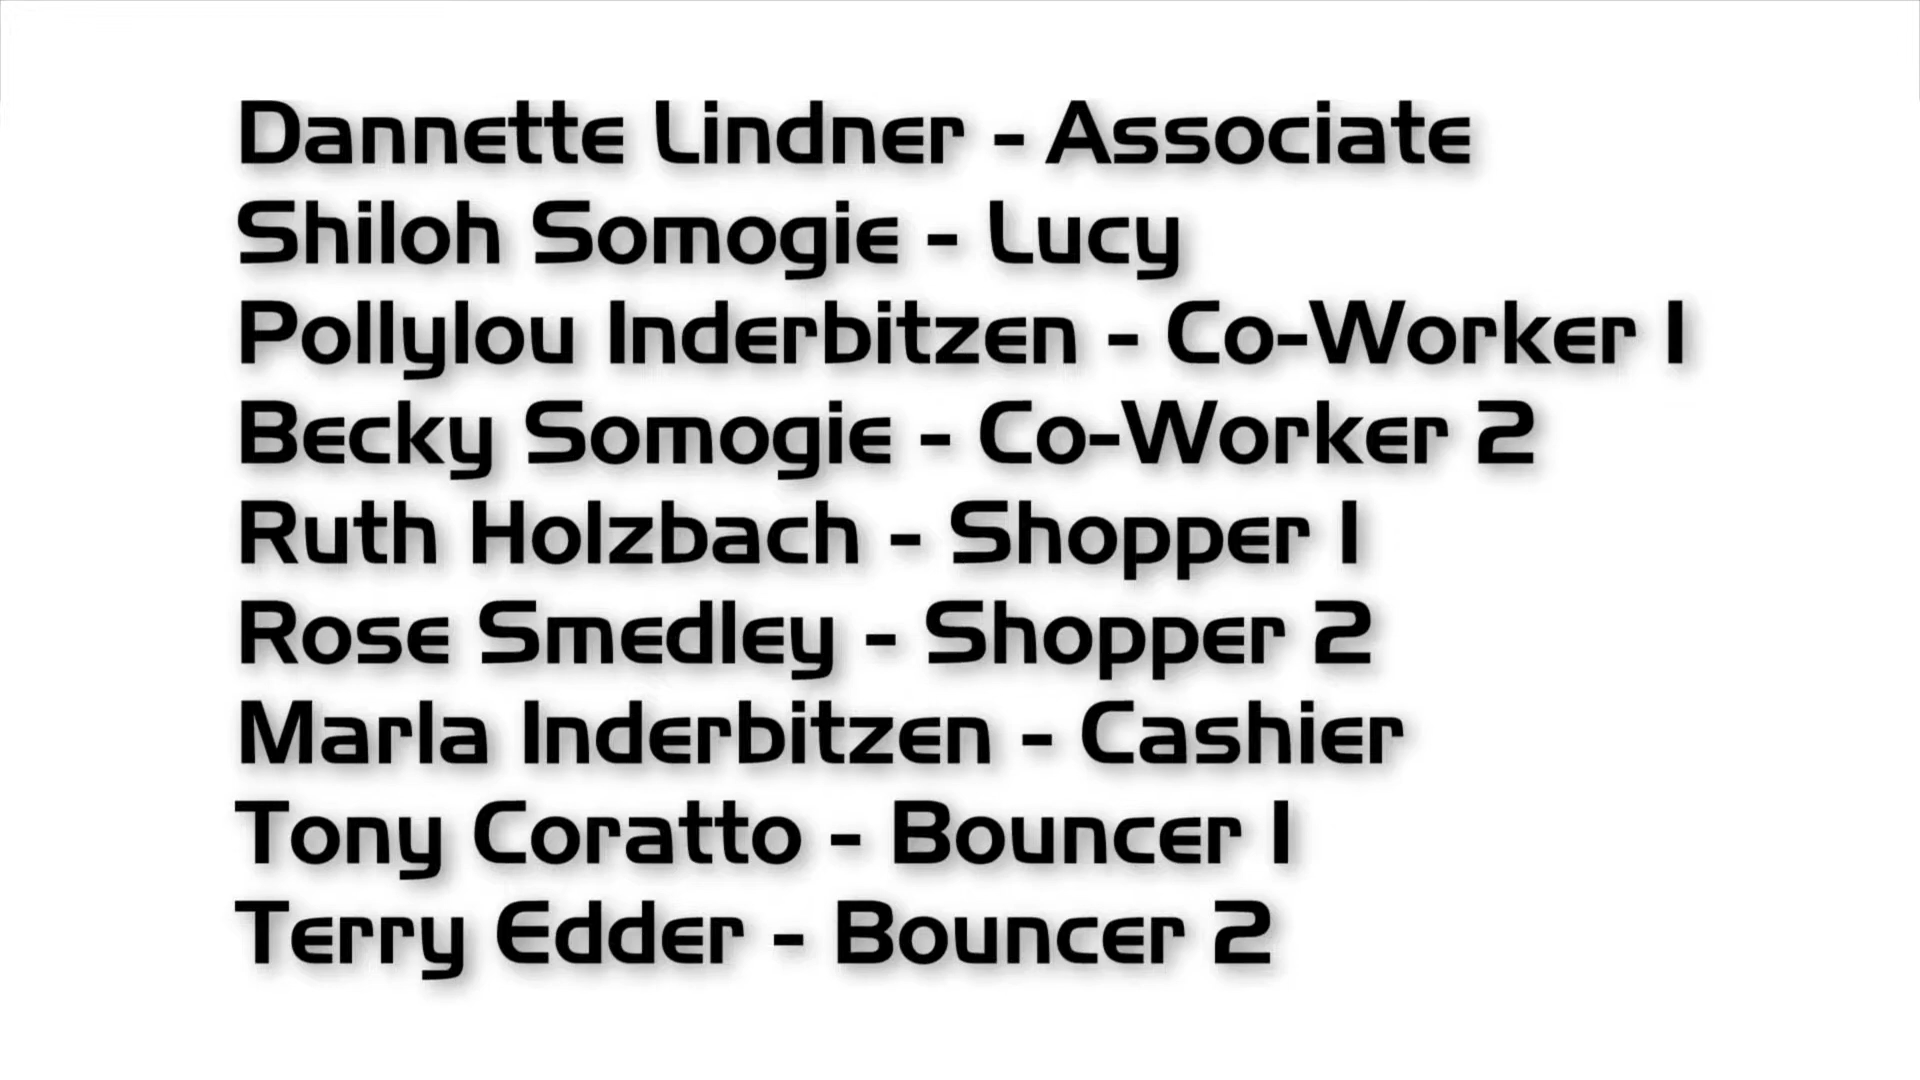 Dannette Lindner - Associate
Shiloh Somogie - Lucy
Pollylou Inderbitzen - Co-Worker 1
Becky Somogie - Co-Worker 2
Ruth Holzbach - Shopper 1
Rose Smedley - Shopper 2
Marla Inderbitzen - Cashier
Tony Coratto - Bouncer 1
Terry Edder - Bouncer 2